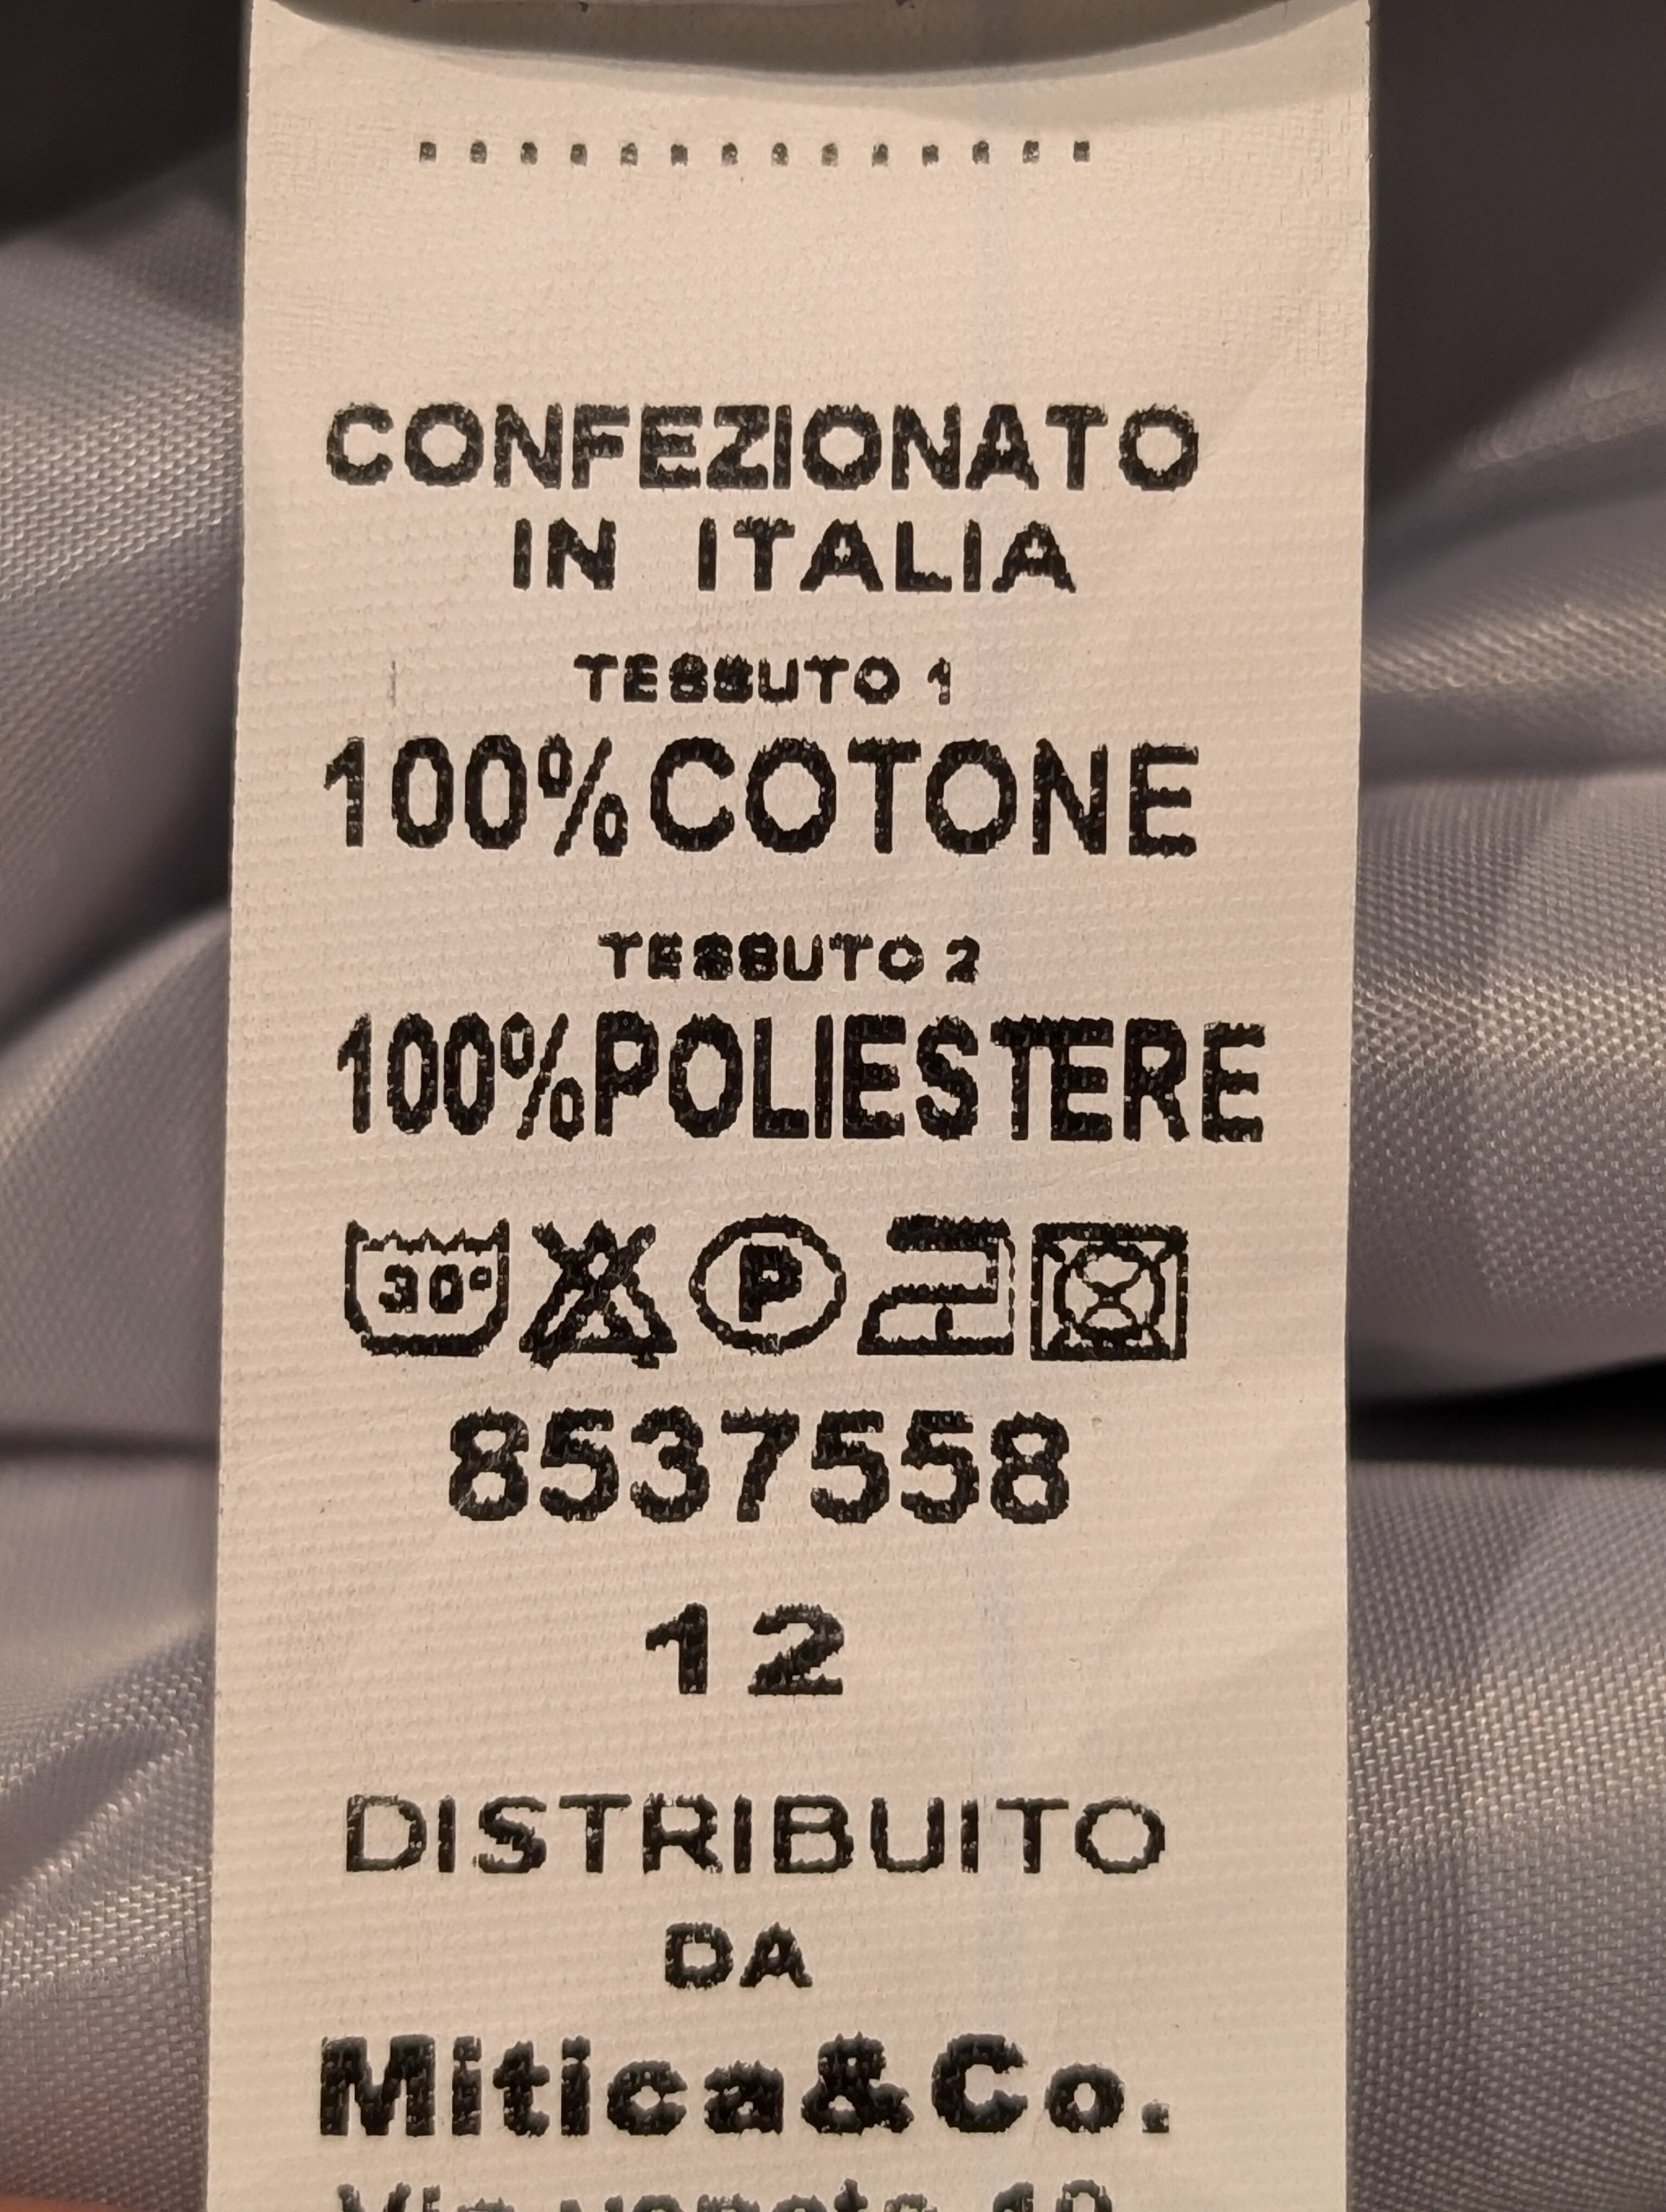 CONFEZIONATO
IN ITALIA
TESSUTO 1
100%COTONE
TESSUTO 2
100%POLIESTERE
30° P
8537558
12
DISTRIBUITO
DA
Mitica&Co.